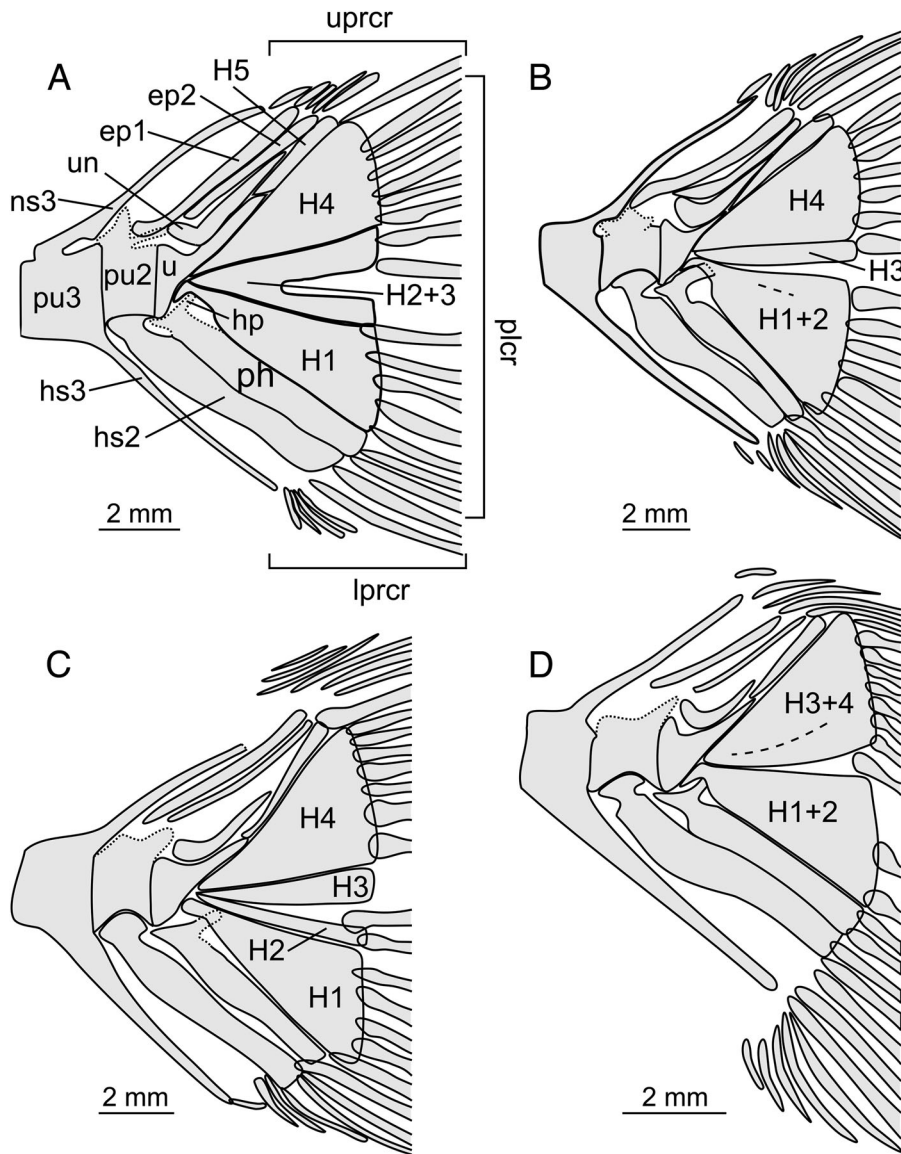 uprcr
A
H5
ep2
ep1
un
ns3
H4
pu2
u
pu3
H2+3
hp
hs3
ph
H1
hs2
plcr
2 mm
lprcr
B
H4
H3
H1+2
2 mm
C
H4
H3
H2
H1
2 mm
D
H3+4
H1+2
2 mm